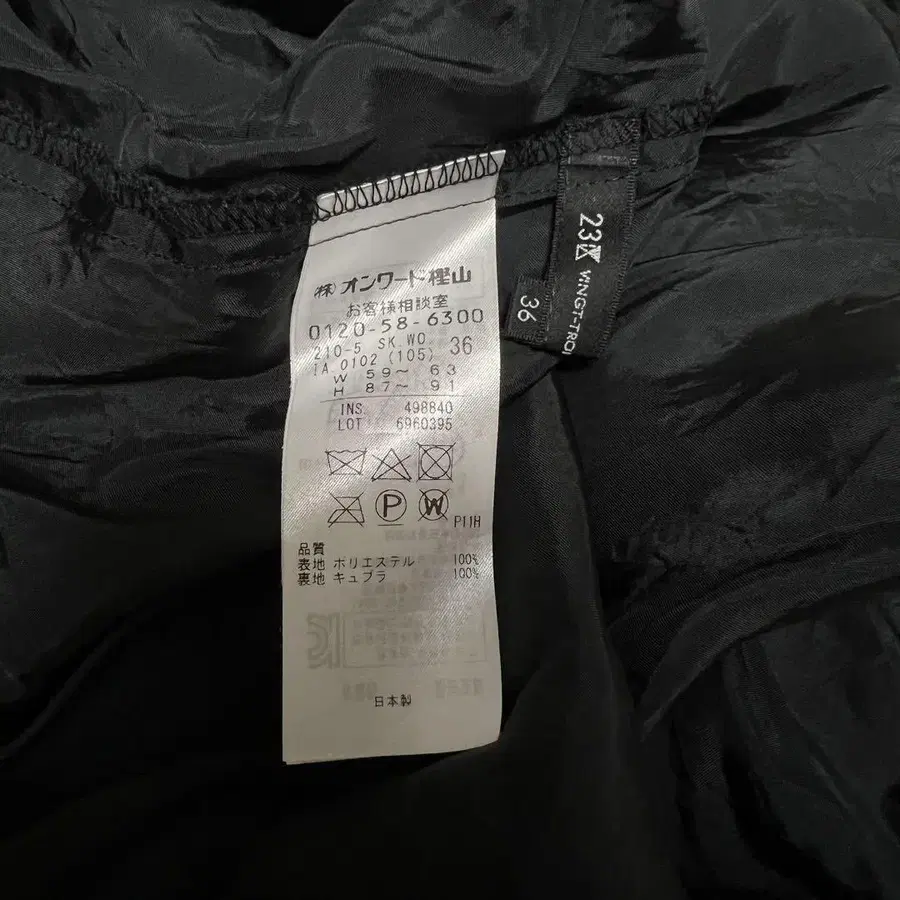 ㈱オンワード樫山
お客様相談室
0120-58-6300
210-5 SK.WO
IA 0102 (105) 36
W 59～ 63
H 87～ 91
INS. 498840
LOT 6960395
P W
P11H
品質
表地 ポリエステル 100%
裏地 キュプラ 100%
日本製
36
23区 VINGT-TROI